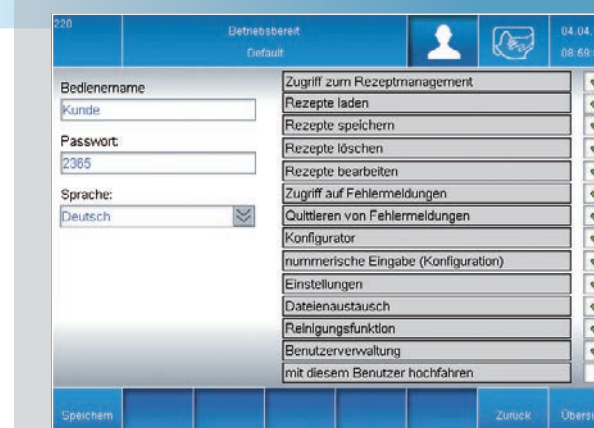 220
Betriebsbereit
Default
04.04.
08:59:
Bedienername
Kunde
Passwort:
2365
Sprache:
Deutsch
Zugriff zum Rezeptmanagement
Rezepte laden
Rezepte speichern
Rezepte löschen
Rezepte bearbeiten
Zugriff auf Fehlermeldungen
Quittieren von Fehlermeldungen
Konfigurator
nummerische Eingabe (Konfiguration)
Einstellungen
Dateienaustausch
Reinigungsfunktion
Benutzerverwaltung
mit diesem Benutzer hochfahren
Speichern
Zurück